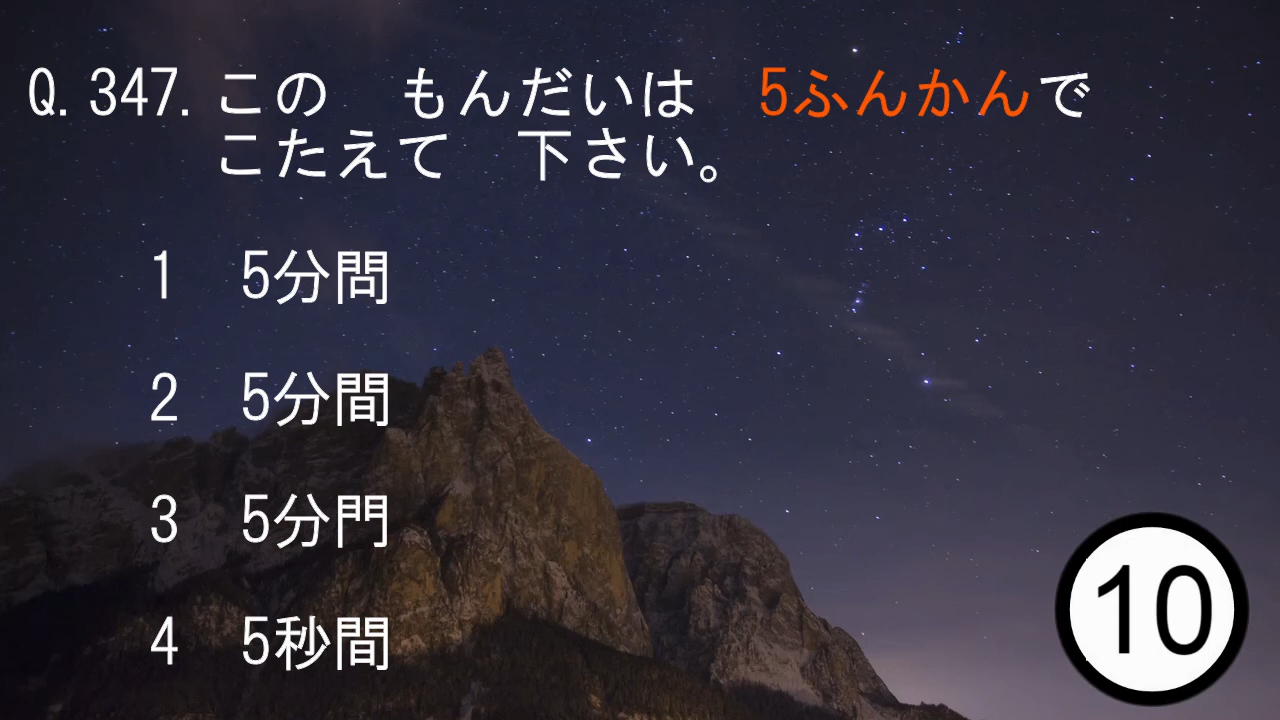 Q.347.この　もんだいは　5ふんかんで
こたえて　下さい。
1　5分問
2　5分間
3　5分門
4　5秒間
10